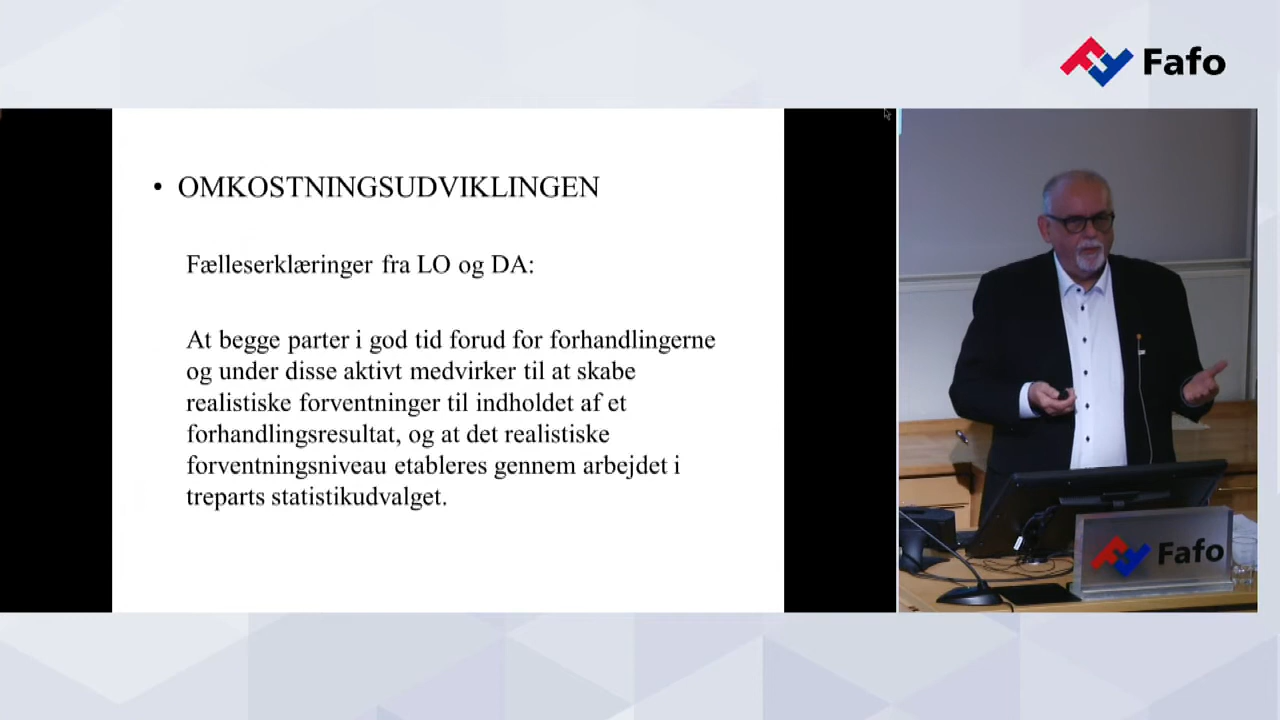 Fafo
• OMKOSTNINGSUDVIKLINGEN
Fælleserklæringer fra LO og DA:
At begge parter i god tid forud for forhandlingerne
og under disse aktivt medvirker til at skabe
realistiske forventninger til indholdet af et
forhandlingsresultat, og at det realistiske
forventningsniveau etableres gennem arbejdet i
treparts statistikudvalget.
Fafo